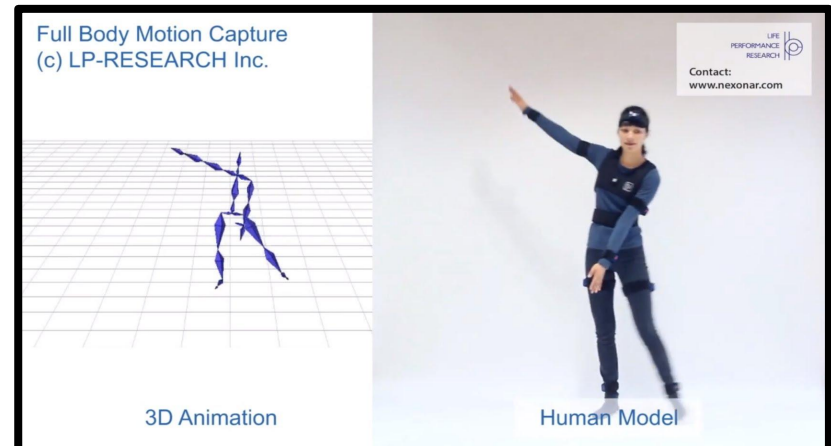 Full Body Motion Capture
(c) LP-RESEARCH Inc.
LIFE
PERFORMANCE
RESEARCH
Contact:
www.nexonar.com
3D Animation
Human Model